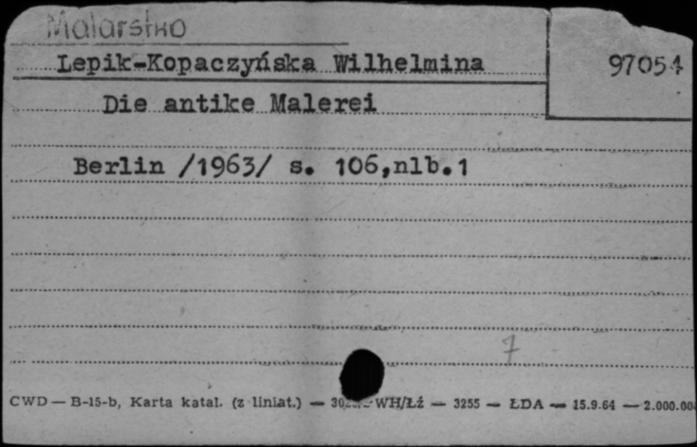 Malarstwo
Lepik-Kopaczyńska Wilhelmina 97054
Die antike Malerei
Berlin /1963/ s. 106,nlb.1
7
CWD — B-15-b, Karta katal. (z liniat.) — WH/Łź — 3255 — ŁDA — 15.9.64 — 2.000.00